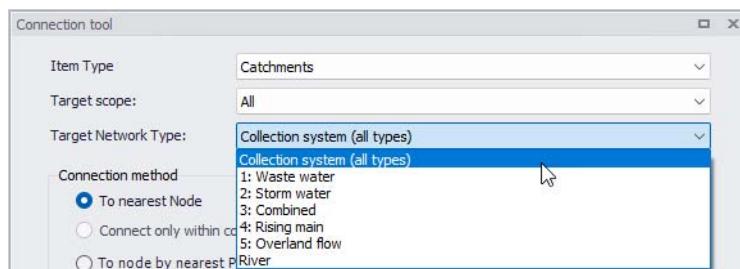 Connection tool
Item Type Catchments
Target scope: All
Target Network Type: Collection system (all types)
Collection system (all types)
Connection method
1: Waste water
To nearest Node
2: Storm water
3: Combined
Connect only within
4: Rising main
5: Overland flow
To node by nearest
River